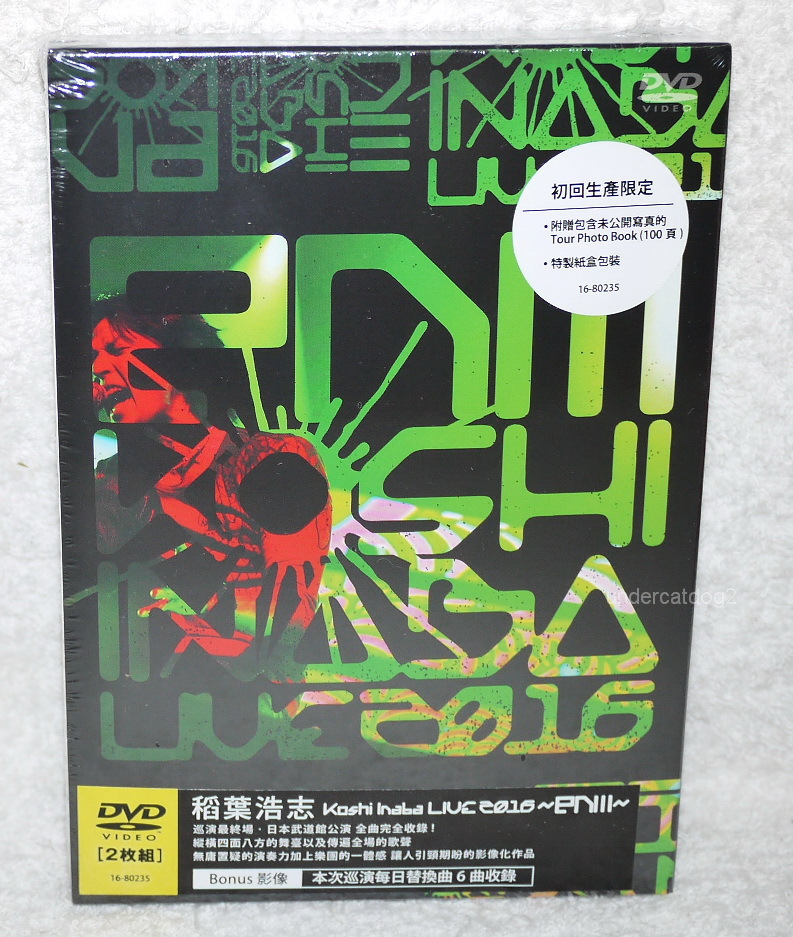 DVD
VIDEO
初回生產限定
• 附贈包含未公開寫真的
Tour Photo Book (100 頁)
• 特製紙盒包裝
16-80235
enIII
KOSHI
INABA
LIVE 2016
undercatdog2
DVD
VIDEO
[2枚組]
16-80235
稻葉浩志 Koshi Inaba LIVE 2016 ~enIII~
巡演最終場・日本武道館公演 全曲完全收錄!
縱橫四面八方的舞臺以及傳遍全場的歌聲
無庸置疑的演奏力加上樂團的一體感 讓人引頸期盼的影像化作品
Bonus 影像 本次巡演每日替換曲 6 曲收錄